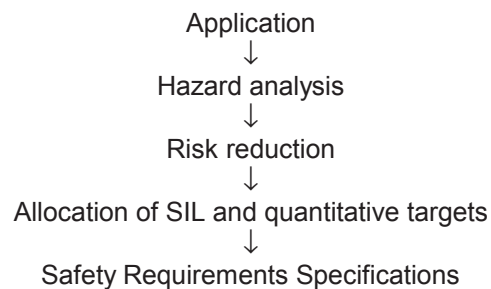 Application
↓
Hazard analysis
↓
Risk reduction
↓
Allocation of SIL and quantitative targets
↓
Safety Requirements Specifications